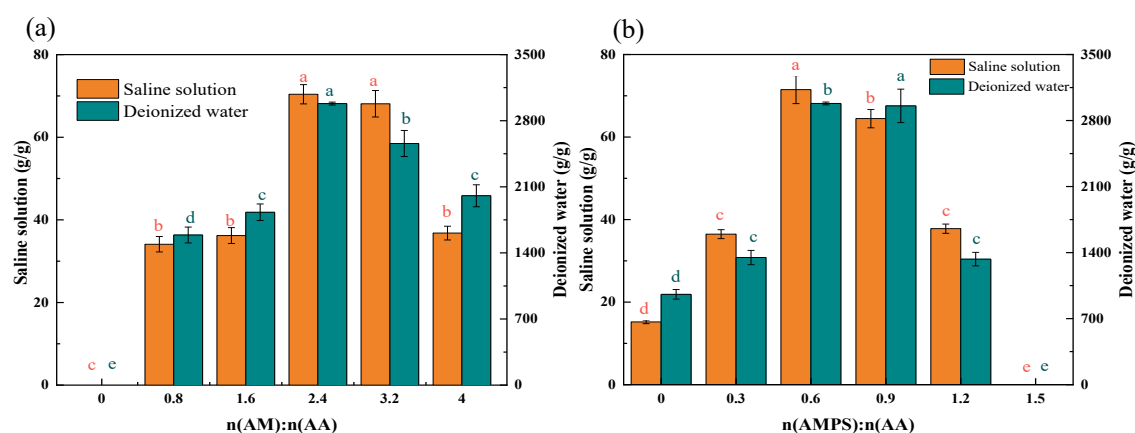 (a)
Saline solution
Deionized water
Saline solution (g/g)
80
60
40
20
0
c e
b d
b c
a a
a b
b c
3500
2800
2100
1400
700
0
Deionized water (g/g)
0 0.8 1.6 2.4 3.2 4
n(AM):n(AA)
(b)
Saline solution
Deionized water
Saline solution (g/g)
80
60
40
20
0
d d
c c
a b
b a
c c
e e
3500
2800
2100
1400
700
0
Deionized water (g/g)
0 0.3 0.6 0.9 1.2 1.5
n(AMPS):n(AA)